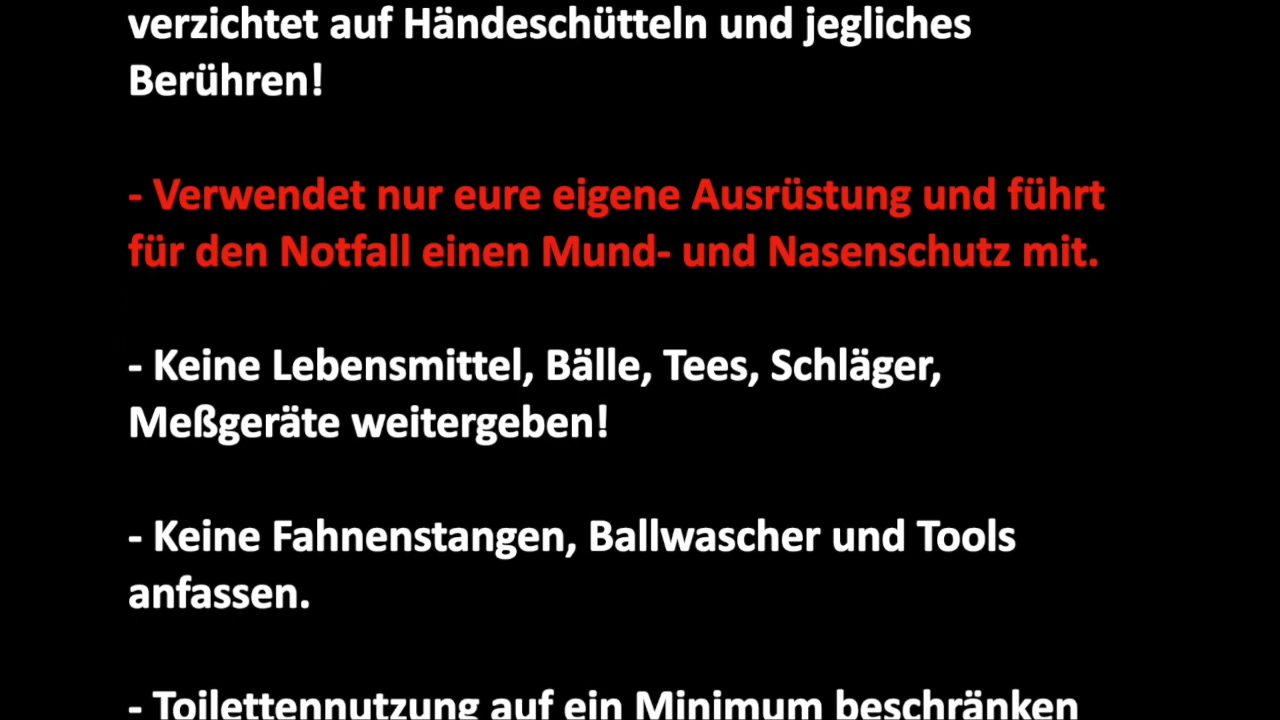 verzichtet auf Händeschütteln und jegliches
Berühren!
- Verwendet nur eure eigene Ausrüstung und führt
für den Notfall einen Mund- und Nasenschutz mit.
- Keine Lebensmittel, Bälle, Tees, Schläger,
Meßgeräte weitergeben!
- Keine Fahnenstangen, Ballwascher und Tools
anfassen.
- Toilettennutzung auf ein Minimum beschränken